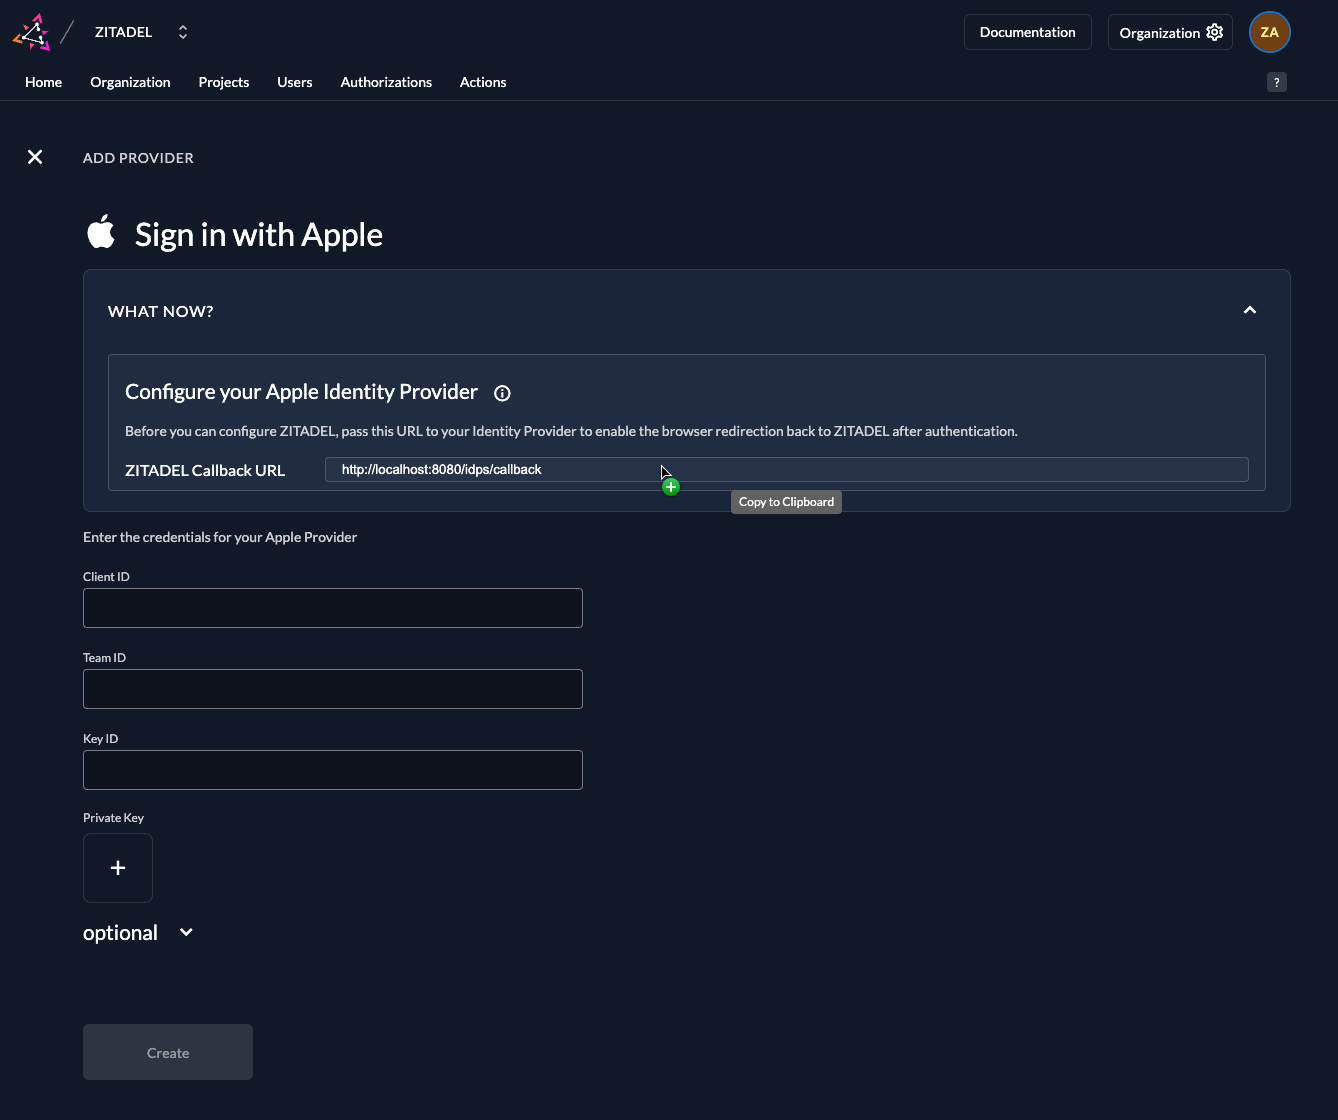 ZITADEL
Documentation
Organization
ZA
Home
Organization
Projects
Users
Authorizations
Actions
?
ADD PROVIDER
Sign in with Apple
WHAT NOW?
Configure your Apple Identity Provider
Before you can configure ZITADEL, pass this URL to your Identity Provider to enable the browser redirection back to ZITADEL after authentication.
ZITADEL Callback URL
http://localhost:8080/idps/callback
Copy to Clipboard
Enter the credentials for your Apple Provider
Client ID
Team ID
Key ID
Private Key
optional
Create